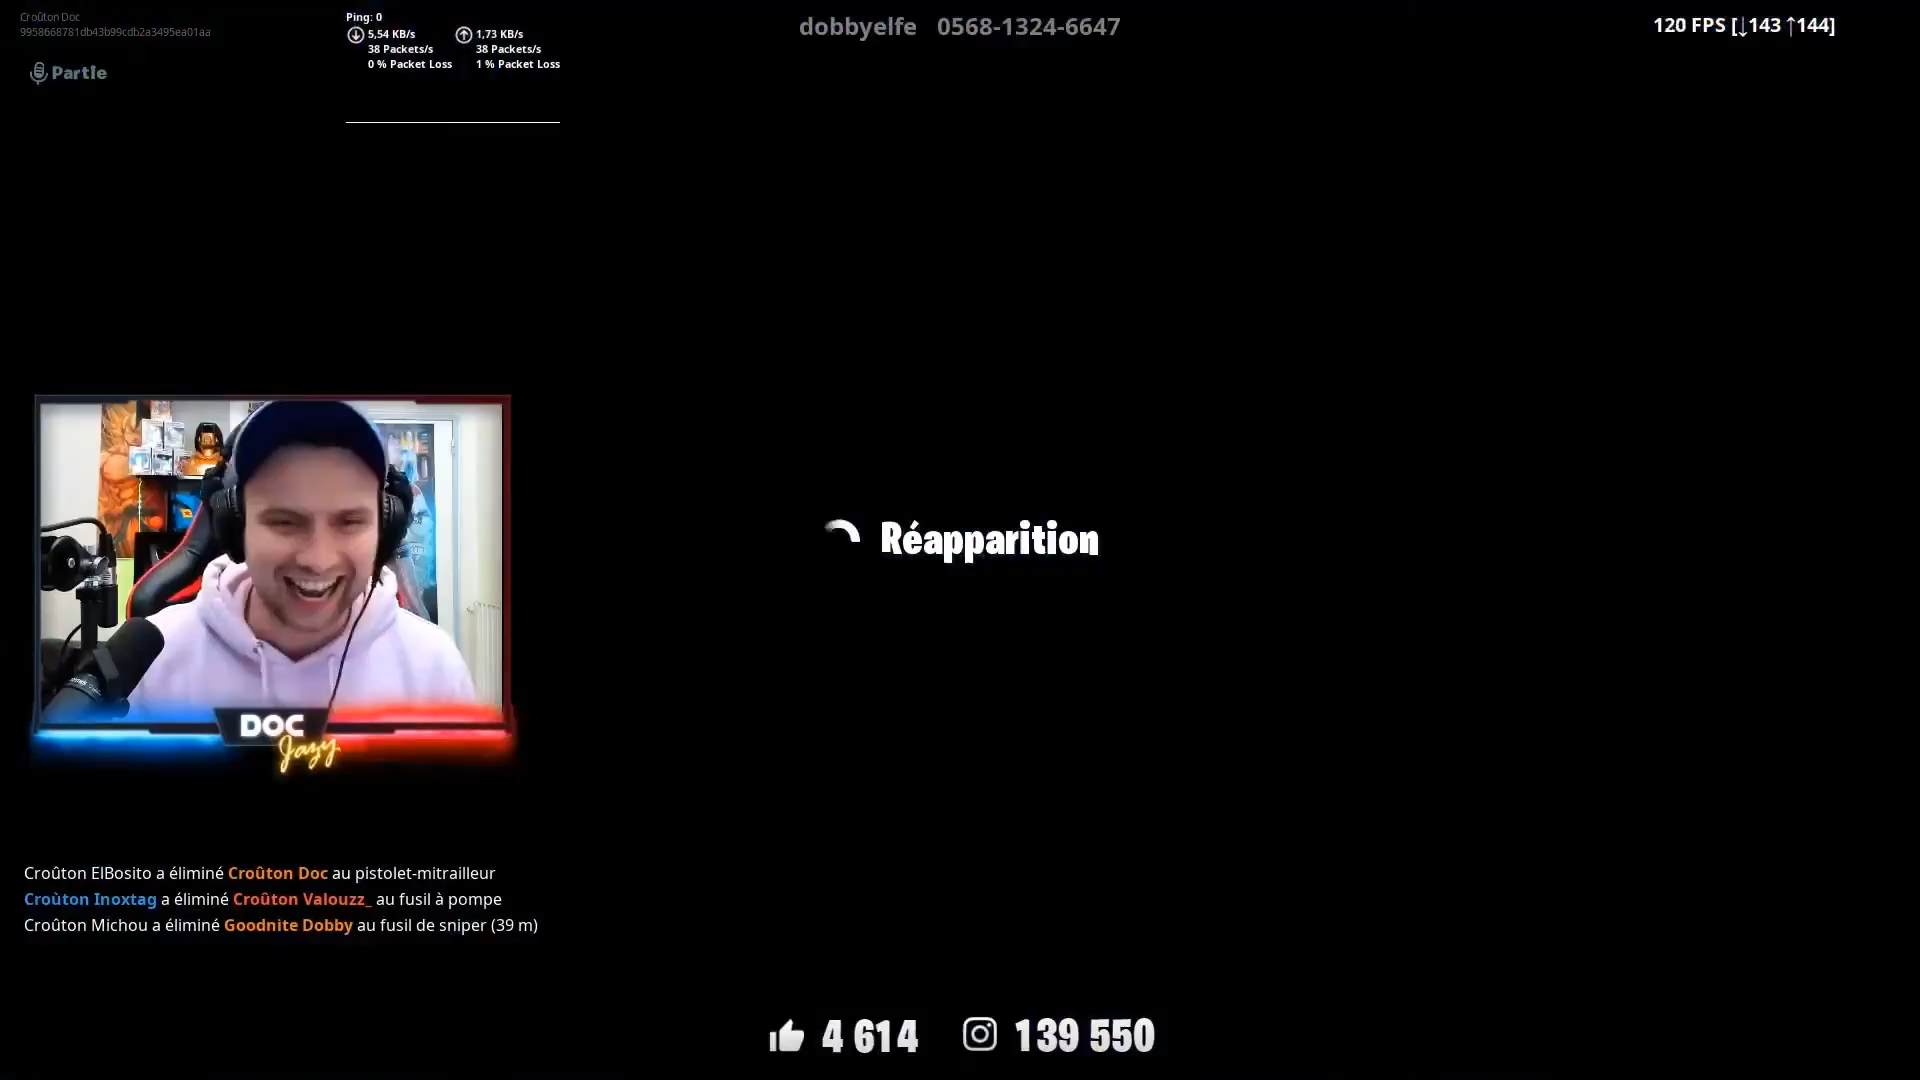 Croûton Doc
9958668781db43b99cdb2a3495ea01aa
Partie
Ping: 0
5,54 KB/s 1,73 KB/s
38 Packets/s 38 Packets/s
0 % Packet Loss 1 % Packet Loss
dobbyelfe 0568-1324-6647
120 FPS [↓143 ↑144]
Réapparition
DOC
Jazy
Croûton ElBosito a éliminé Croûton Doc au pistolet-mitrailleur
Croùton Inoxtag a éliminé Croûton Valouzz_ au fusil à pompe
Croûton Michou a éliminé Goodnite Dobby au fusil de sniper (39 m)
4 614 139 550